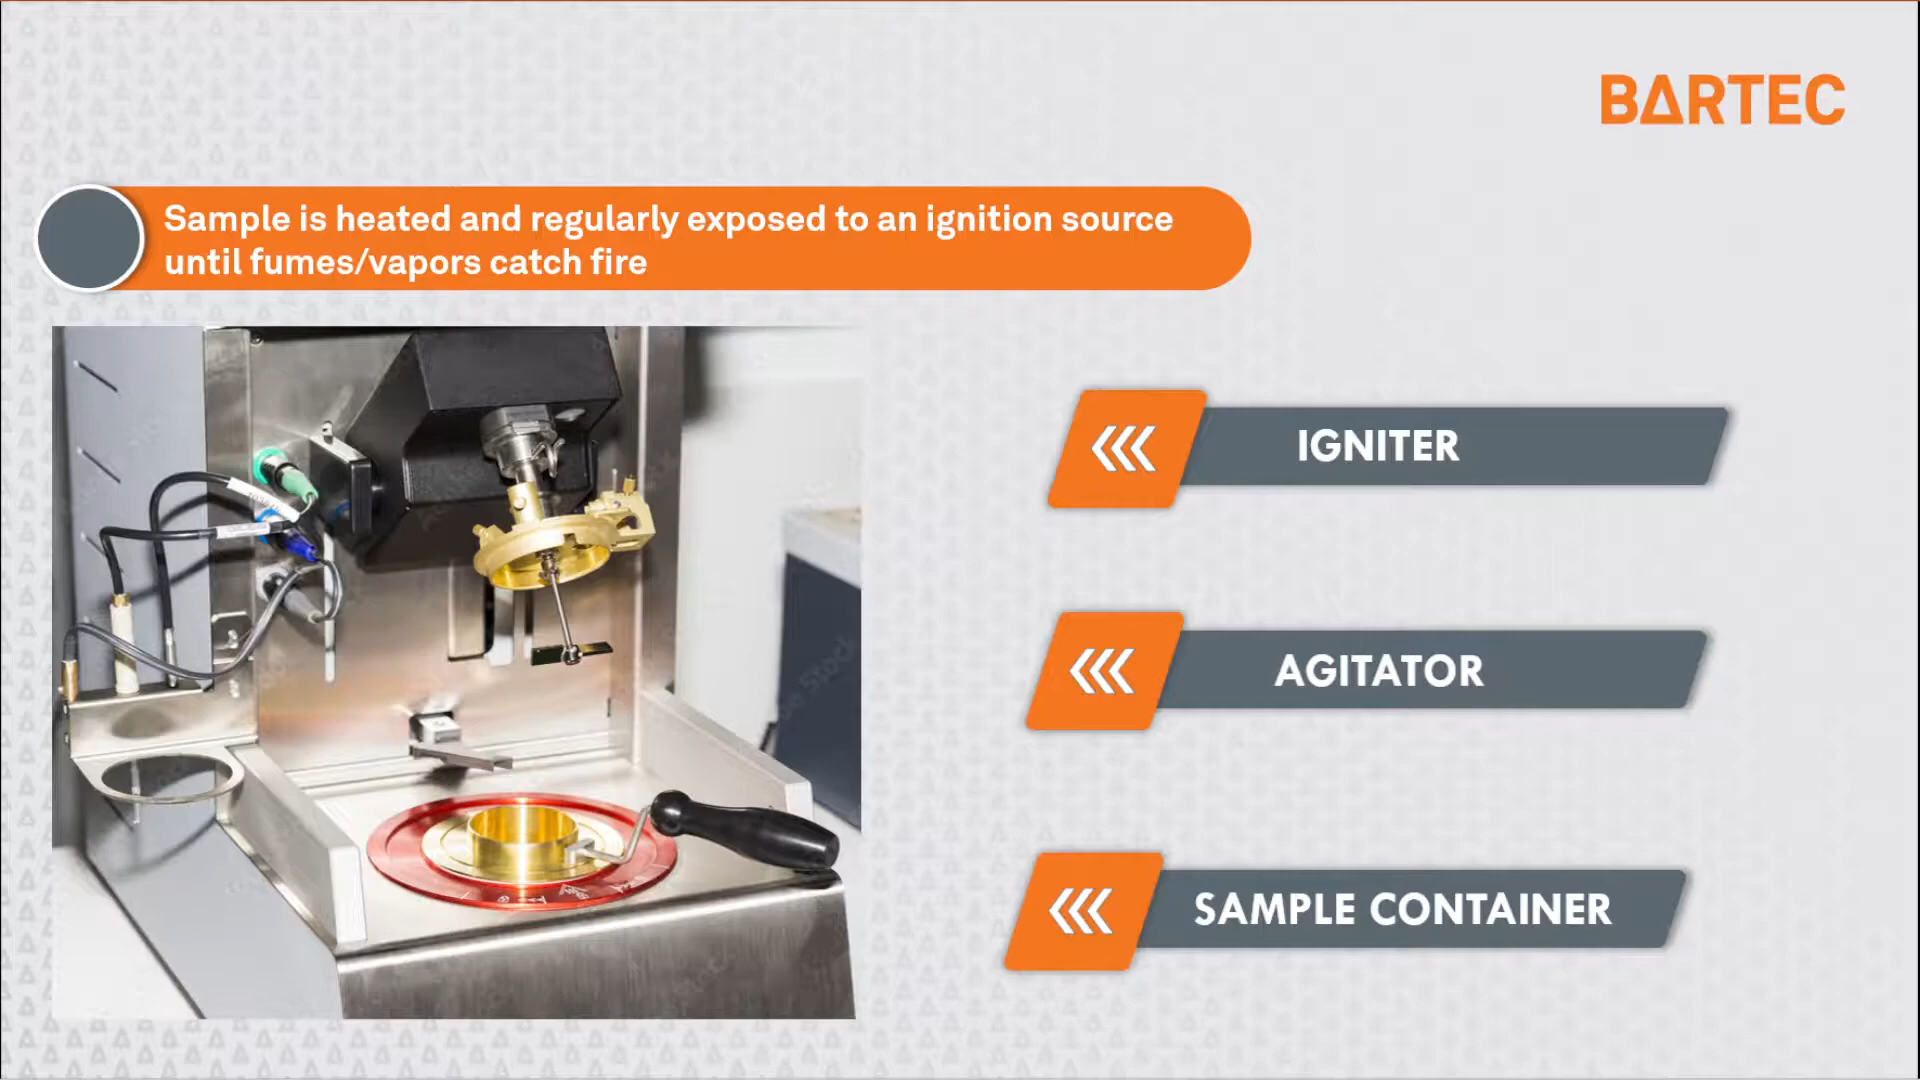 BARTEC
Sample is heated and regularly exposed to an ignition source
until fumes/vapors catch fire
IGNITER
AGITATOR
SAMPLE CONTAINER